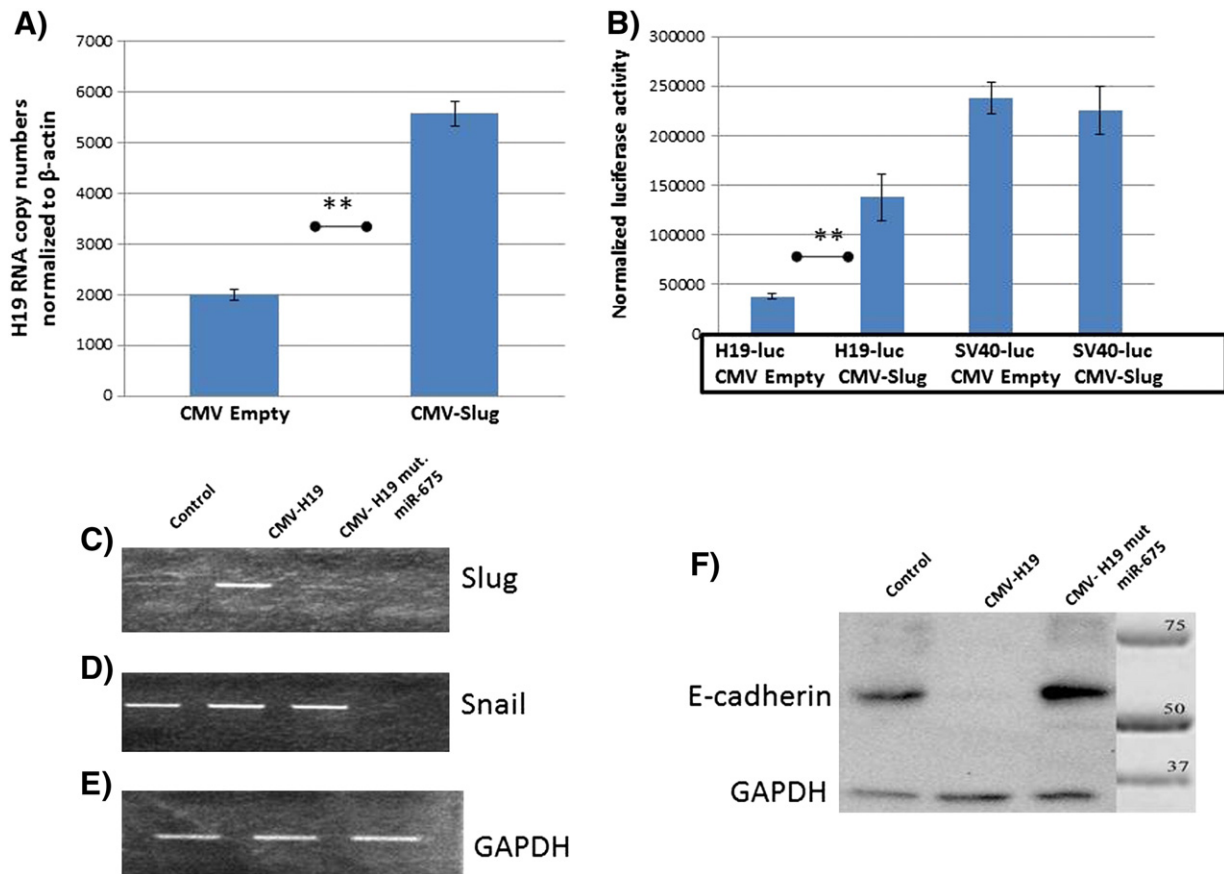 A)
H19 RNA copy numbers
normalized to β-actin
7000
6000
5000
4000
3000
2000
1000
0
**
CMV Empty
CMV-Slug
B)
Normalized luciferase activity
300000
250000
200000
150000
100000
50000
0
**
H19-luc
CMV Empty
H19-luc
CMV-Slug
SV40-luc
CMV Empty
SV40-luc
CMV-Slug
Control
CMV-H19
CMV- H19 mut.
miR-675
C)
Slug
D)
Snail
E)
GAPDH
F)
Control
CMV-H19
CMV- H19 mut
miR-675
E-cadherin
GAPDH
75
50
37